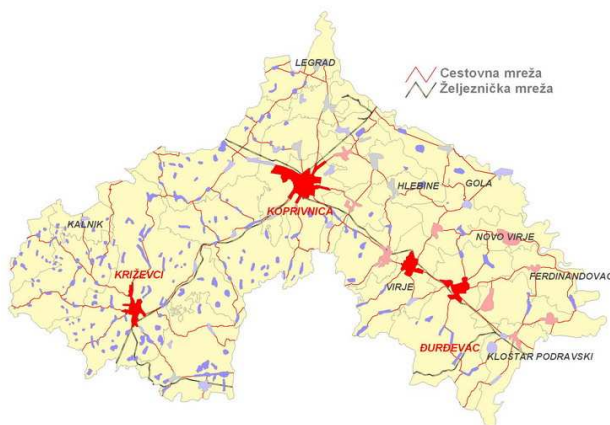 LEGRAD
Cestovna mreža
Željeznička mreža
HLEBINE
GOLA
KOPRIVNICA
KALNIK
NOVO VIRJE
KRIŽEVCI
FERDINANDOVAC
VIRJE
ĐURĐEVAC
KLOŠTAR PODRAVSKI